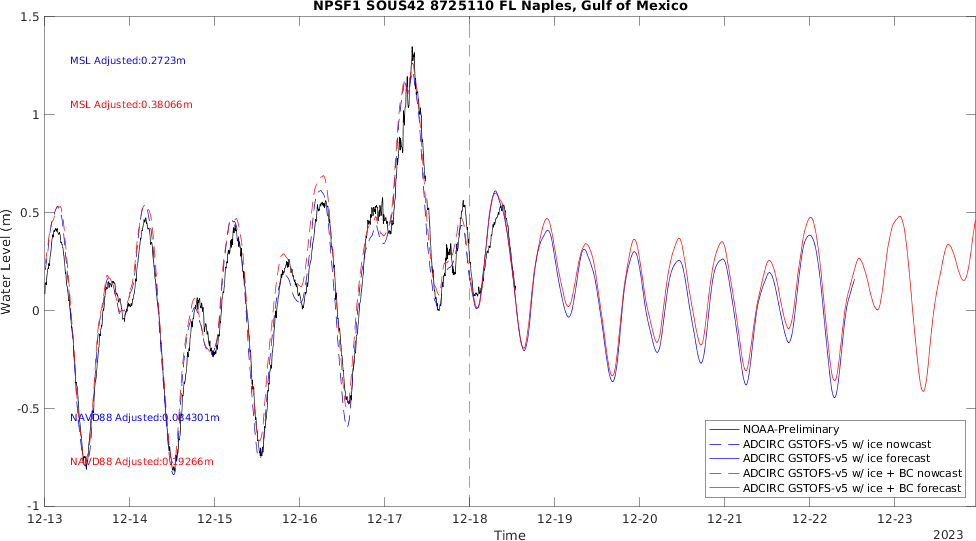 NPSF1 SOUS42 8725110 FL Naples, Gulf of Mexico
1.5
1
0.5
0
-0.5
-1
Water Level (m)
MSL Adjusted:0.2723m
MSL Adjusted:0.38066m
NAVD88 Adjusted:0.084301m
NAVD88 Adjusted:0.19266m
NOAA-Preliminary
ADCIRC GSTOFS-v5 w/ ice nowcast
ADCIRC GSTOFS-v5 w/ ice forecast
ADCIRC GSTOFS-v5 w/ ice + BC nowcast
ADCIRC GSTOFS-v5 w/ ice + BC forecast
12-13 12-14 12-15 12-16 12-17 12-18 12-19 12-20 12-21 12-22 12-23
Time
2023